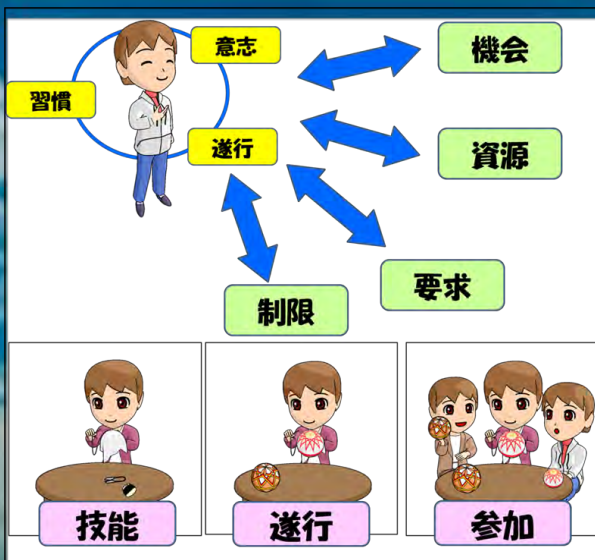 意志
機会
習慣
遂行
資源
要求
制限
技能
遂行
参加